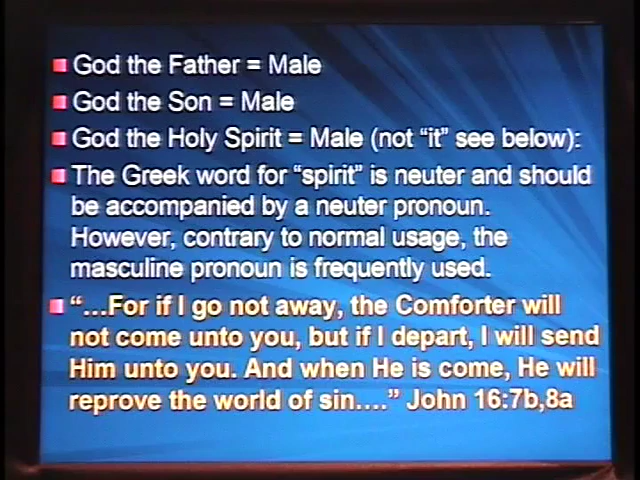 God the Father = Male
God the Son = Male
God the Holy Spirit = Male (not “it” see below):
The Greek word for “spirit” is neuter and should
be accompanied by a neuter pronoun.
However, contrary to normal usage, the
masculine pronoun is frequently used.
“…For if I go not away, the Comforter will
not come unto you, but if I depart, I will send
Him unto you. And when He is come, He will
reprove the world of sin….” John 16:7b,8a